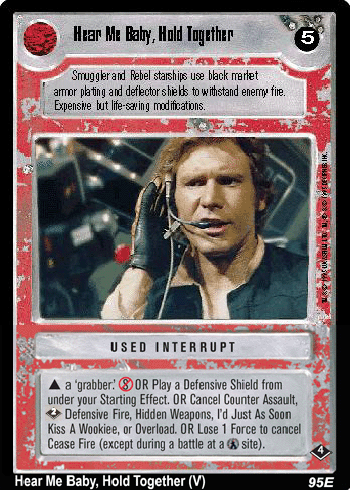 Hear Me Baby, Hold Together
5
Smuggler and Rebel starships use black market
armor plating and deflector shields to withstand enemy fire.
Expensive but life-saving modifications.
USED INTERRUPT
▲ a 'grabber.' Ⓢ OR Play a Defensive Shield from
under your Starting Effect. OR Cancel Counter Assault,
Defensive Fire, Hidden Weapons, I'd Just As Soon
Kiss A Wookiee, or Overload. OR Lose 1 Force to cancel
Cease Fire (except during a battle at a site).
4
Hear Me Baby, Hold Together (V)
95E